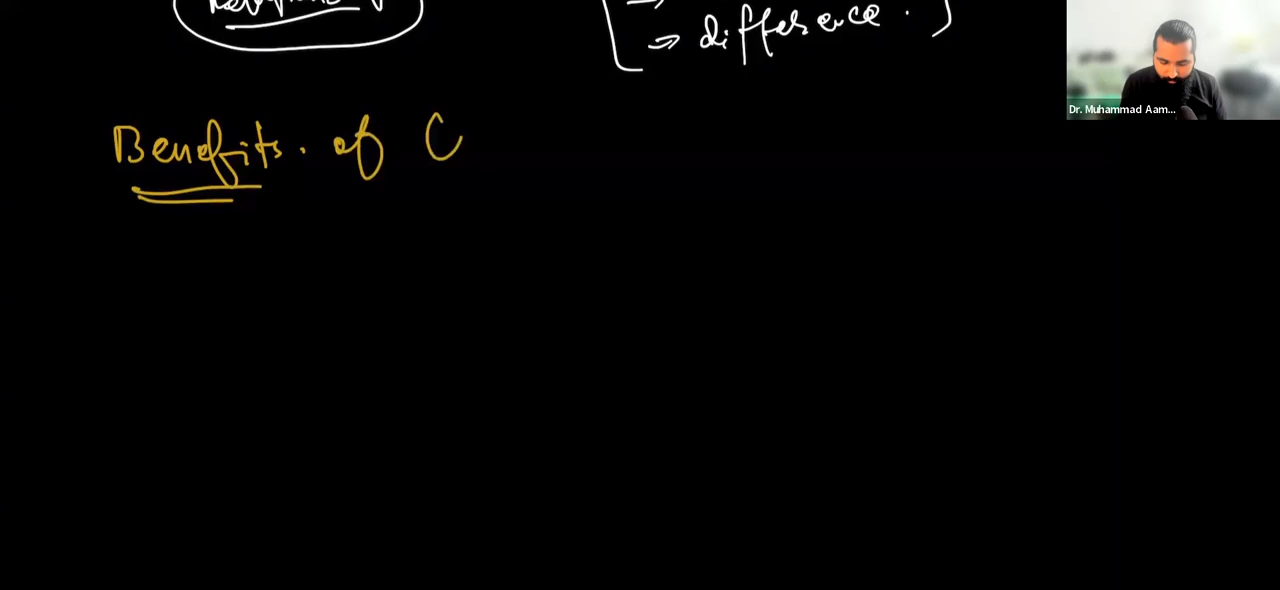 ⇒ difference.
Dr. Muhammad Aam...
Benefits. of C